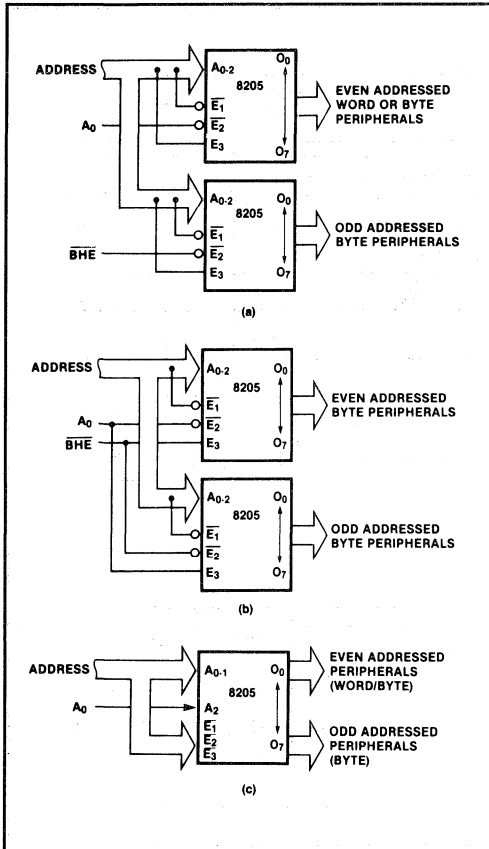 ADDRESS
A0-2
O0
8205
E1
A0
E2
E3
O7
EVEN ADDRESSED
WORD OR BYTE
PERIPHERALS
A0-2
O0
8205
E1
BHE
E2
E3
O7
ODD ADDRESSED
BYTE PERIPHERALS
(a)
ADDRESS
A0-2
O0
8205
E1
A0
E2
BHE
E3
O7
EVEN ADDRESSED
BYTE PERIPHERALS
A0-2
O0
8205
E1
E2
E3
O7
ODD ADDRESSED
BYTE PERIPHERALS
(b)
ADDRESS
A0-1
O0
8205
A0
A2
E1
E2
E3
O7
EVEN ADDRESSED
PERIPHERALS
(WORD/BYTE)
ODD ADDRESSED
PERIPHERALS
(BYTE)
(c)